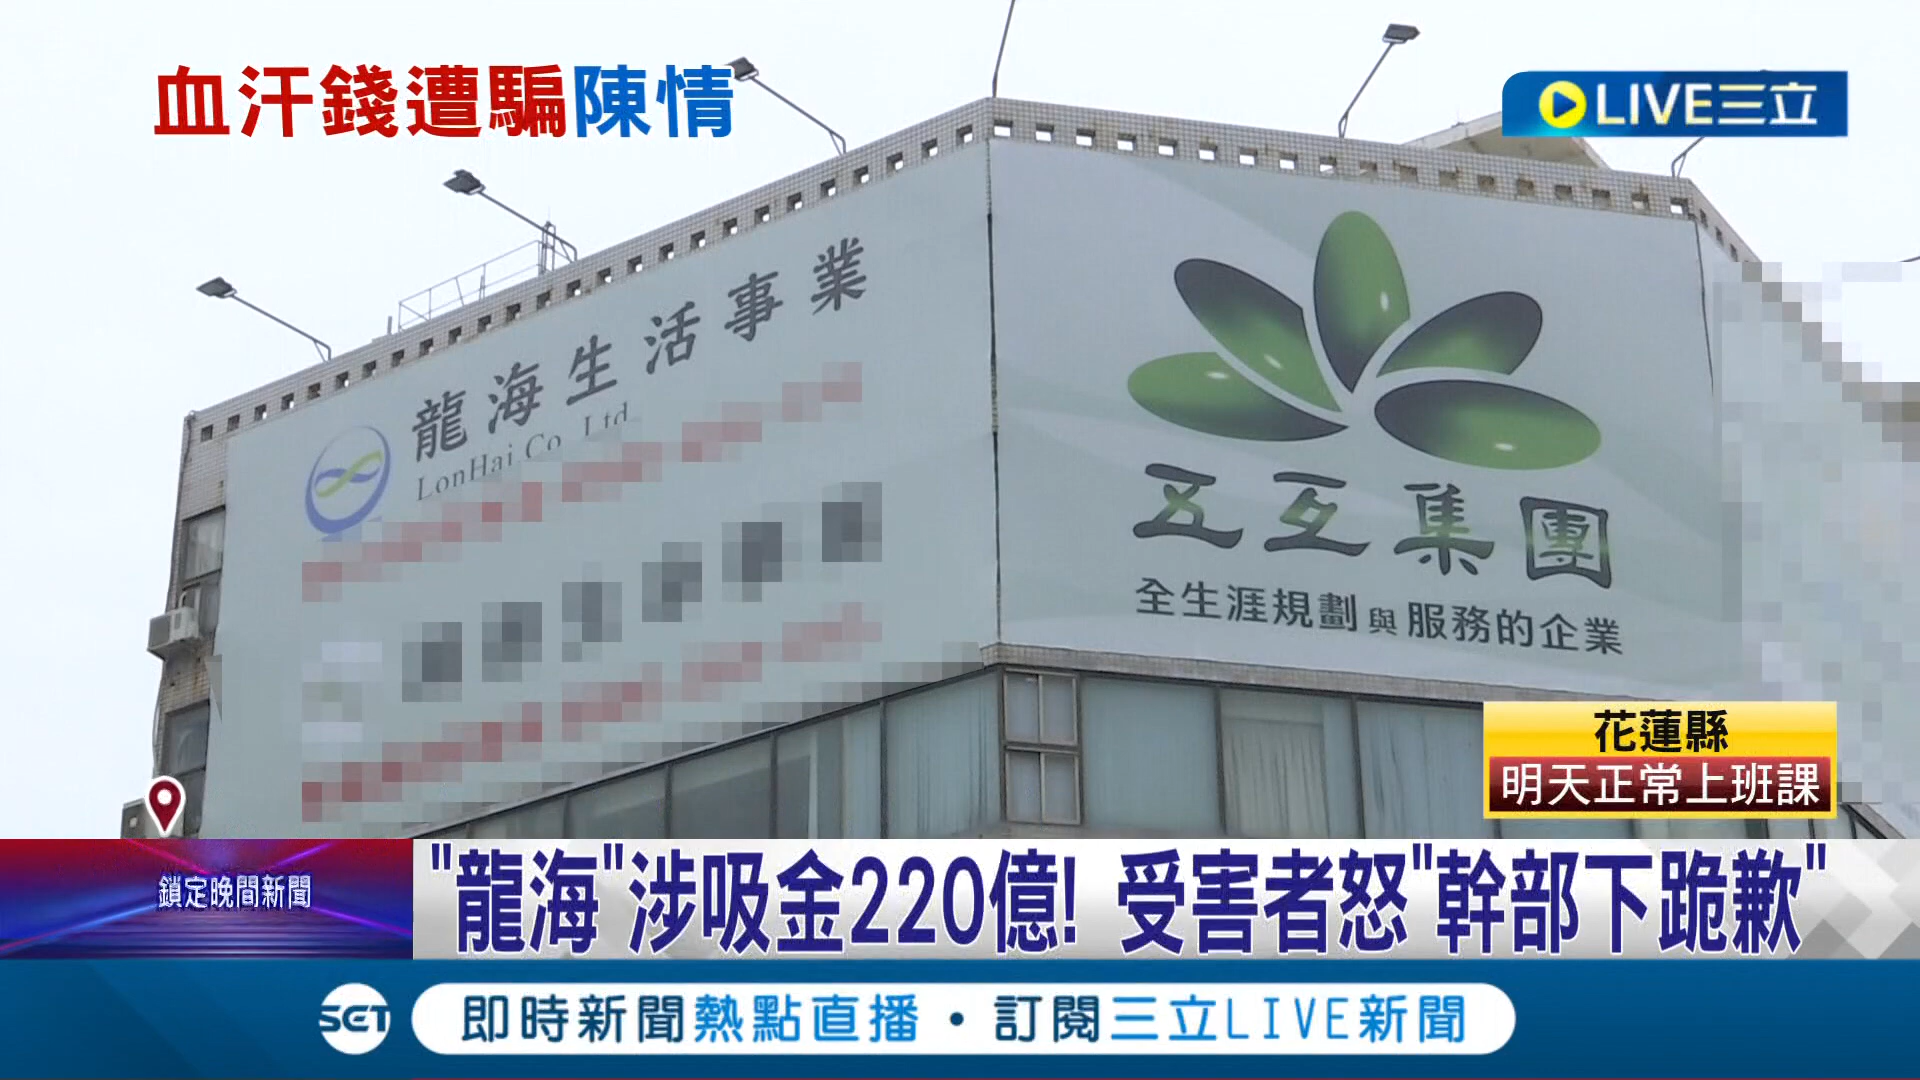 血汗錢遭騙陳情
LIVE三立
龍海生活事業
LonHai Co. Ltd.
互互集團
全生涯規劃與服務的企業
花蓮縣
明天正常上班課
鎖定晚間新聞
"龍海"涉吸金220億! 受害者怒"幹部下跪歉"
SET
即時新聞熱點直播・訂閱三立LIVE新聞